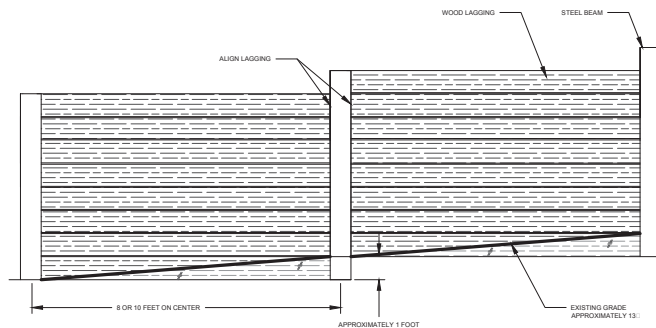 WOOD LAGGING
STEEL BEAM
ALIGN LAGGING
8 OR 10 FEET ON CENTER
EXISTING GRADE
APPROXIMATELY 13
APPROXIMATELY 1 FOOT